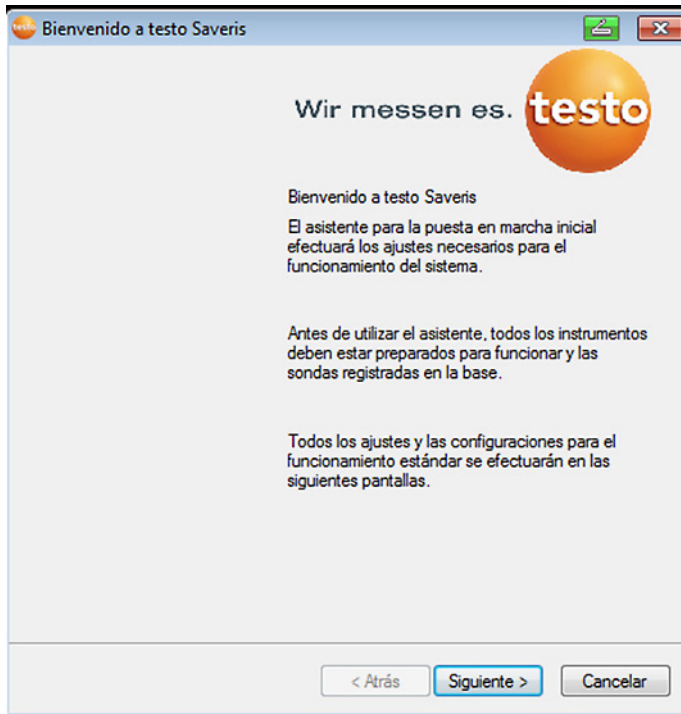 Bienvenido a testo Saveris
Wir messen es. testo
Bienvenido a testo Saveris
El asistente para la puesta en marcha inicial
efectuará los ajustes necesarios para el
funcionamiento del sistema.
Antes de utilizar el asistente, todos los instrumentos
deben estar preparados para funcionar y las
sondas registradas en la base.
Todos los ajustes y las configuraciones para el
funcionamiento estándar se efectuarán en las
siguientes pantallas.
< Atrás Siguiente > Cancelar